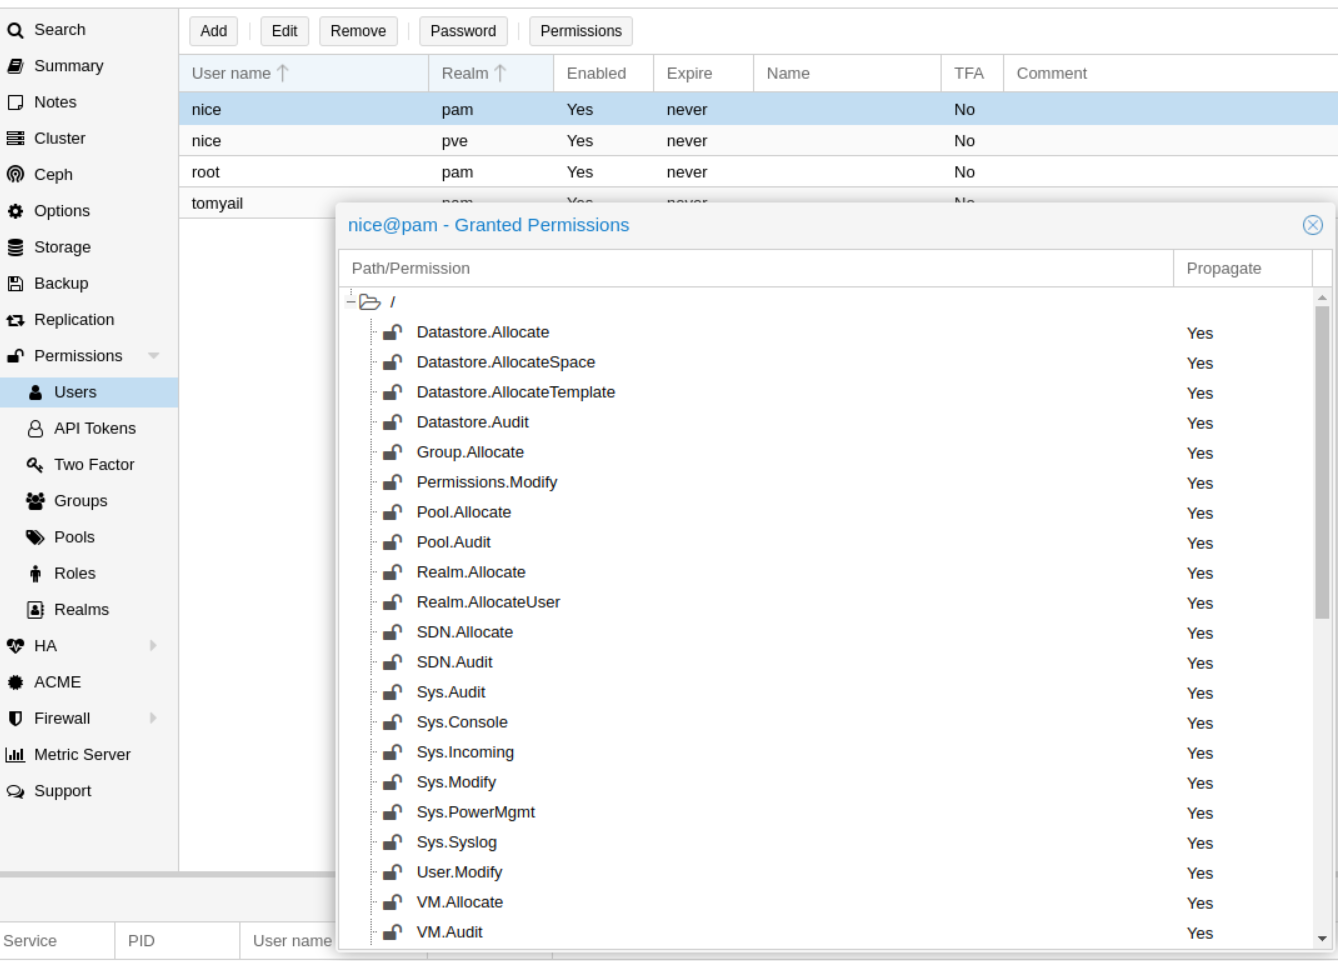 Search
Summary
Notes
Cluster
Ceph
Options
Storage
Backup
Replication
Permissions
Users
API Tokens
Two Factor
Groups
Pools
Roles
Realms
HA
ACME
Firewall
Metric Server
Support
Add Edit Remove Password Permissions
User name Realm Enabled Expire Name TFA Comment
nice pam Yes never No
nice pve Yes never No
root pam Yes never No
tomyail pam Yes never No
nice@pam - Granted Permissions
Path/Permission Propagate
/
Datastore.Allocate Yes
Datastore.AllocateSpace Yes
Datastore.AllocateTemplate Yes
Datastore.Audit Yes
Group.Allocate Yes
Permissions.Modify Yes
Pool.Allocate Yes
Pool.Audit Yes
Realm.Allocate Yes
Realm.AllocateUser Yes
SDN.Allocate Yes
SDN.Audit Yes
Sys.Audit Yes
Sys.Console Yes
Sys.Incoming Yes
Sys.Modify Yes
Sys.PowerMgmt Yes
Sys.Syslog Yes
User.Modify Yes
VM.Allocate Yes
VM.Audit Yes
Service PID User name